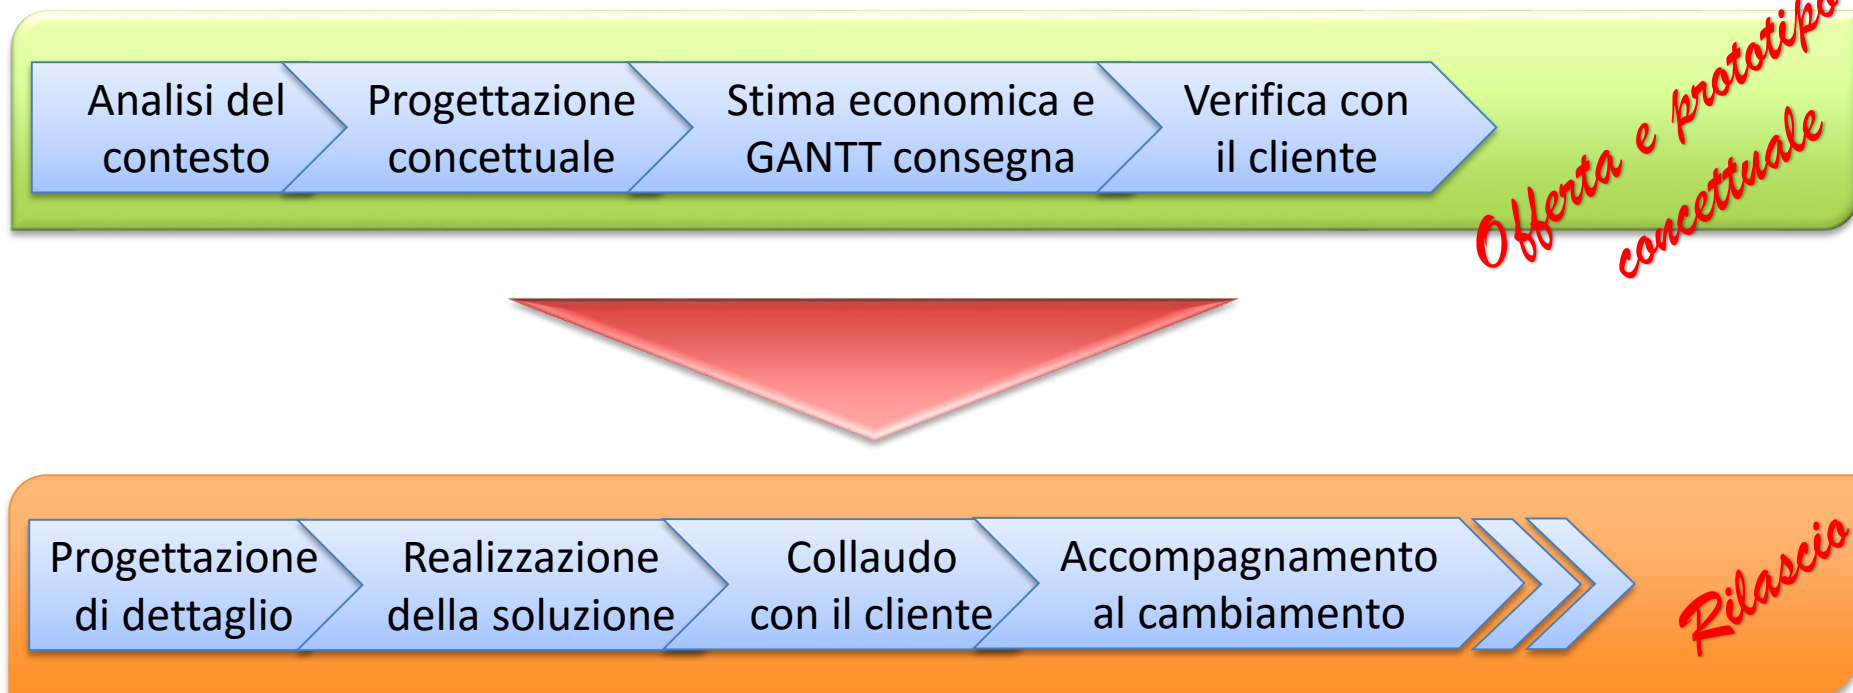 Analisi del
contesto
Progettazione
concettuale
Stima economica e
GANTT consegna
Verifica con
il cliente
Offerta e prototipo
concettuale
Progettazione
di dettaglio
Realizzazione
della soluzione
Collaudo
con il cliente
Accompagnamento
al cambiamento
Rilascio